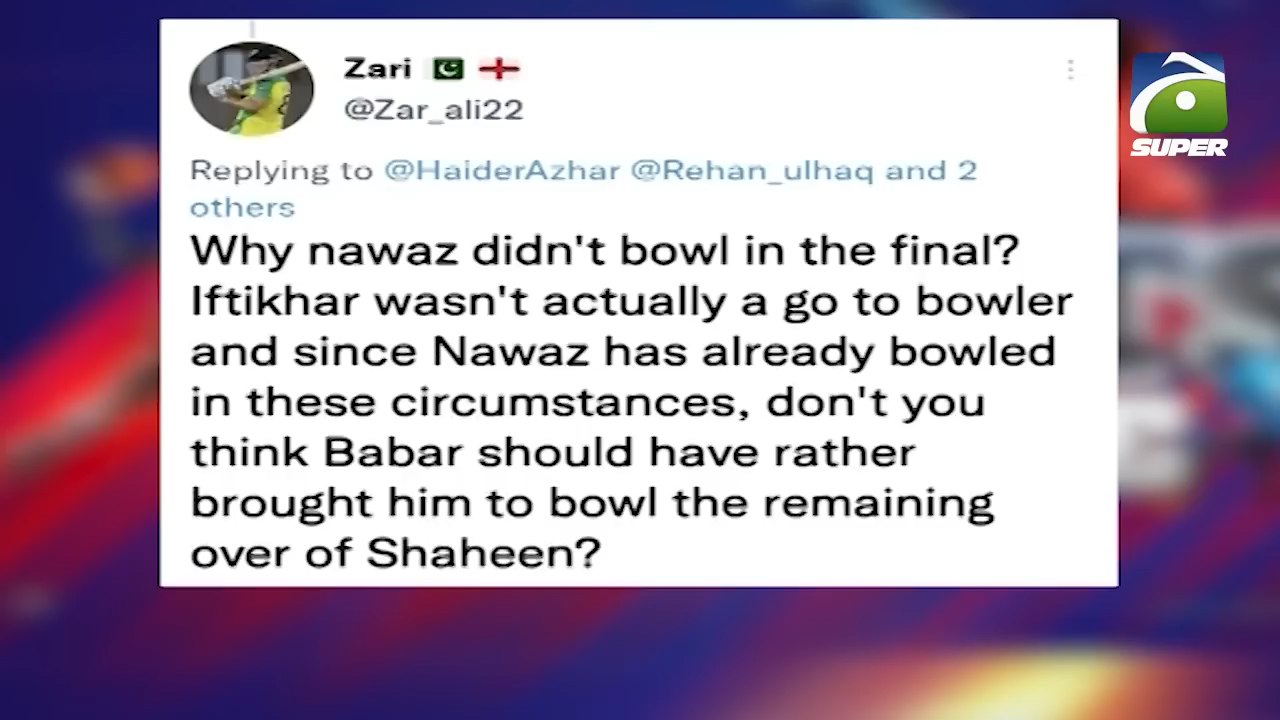 Zari
@Zar_ali22
Replying to @HaiderAzhar @Rehan_ulhaq and 2
others
Why nawaz didn't bowl in the final?
Iftikhar wasn't actually a go to bowler
and since Nawaz has already bowled
in these circumstances, don't you
think Babar should have rather
brought him to bowl the remaining
over of Shaheen?
SUPER